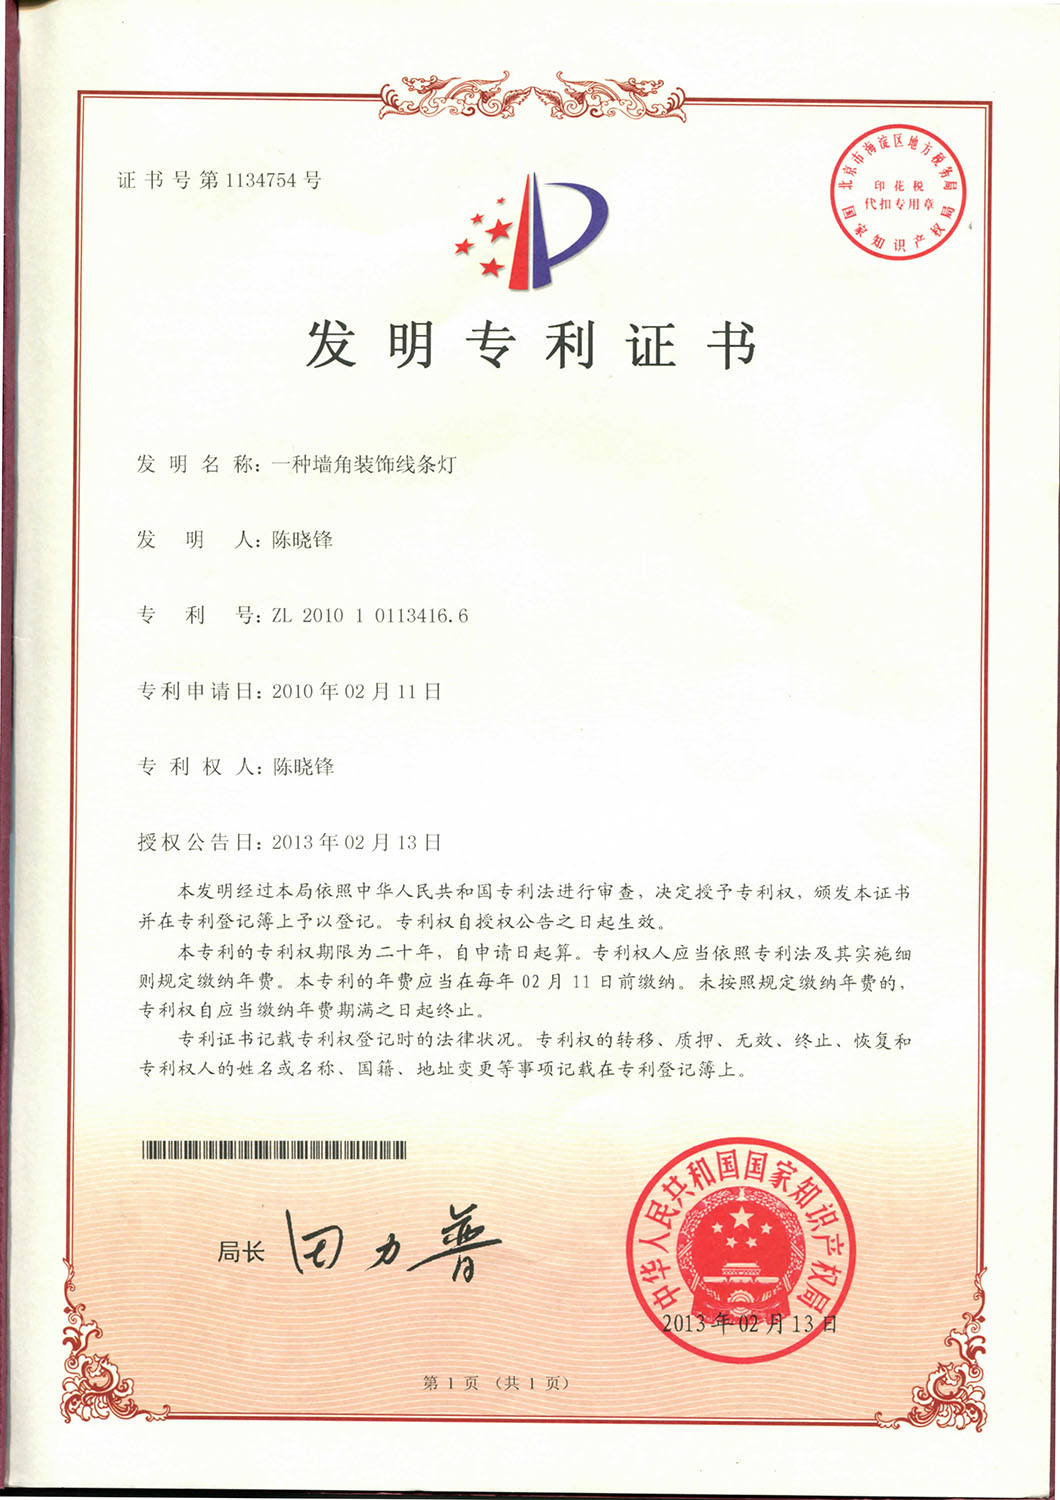 证书号第1134754号
北京市海淀区地方税务局
印花税
代扣专用章
国家知识产权局
发明专利证书
发明名称：一种墙角装饰线条灯
发明人：陈晓锋
专利号：ZL 2010 1 0113416.6
专利申请日：2010年02月11日
专利权人：陈晓锋
授权公告日：2013年02月13日
本发明经过本局依照中华人民共和国专利法进行审查，决定授予专利权，颁发本证书
并在专利登记簿上予以登记。专利权自授权公告之日起生效。
本专利的专利权期限为二十年，自申请日起算。专利权人应当依照专利法及其实施细
则规定缴纳年费。本专利的年费应当在每年02月11日前缴纳。未按照规定缴纳年费的，
专利权自应当缴纳年费期满之日起终止。
专利证书记载专利权登记时的法律状况。专利权的转移、质押、无效、终止、恢复和
专利权人的姓名或名称、国籍、地址变更等事项记载在专利登记簿上。
局长 田力普
中华人民共和国国家知识产权局
2013年02月13日
第1页（共1页）